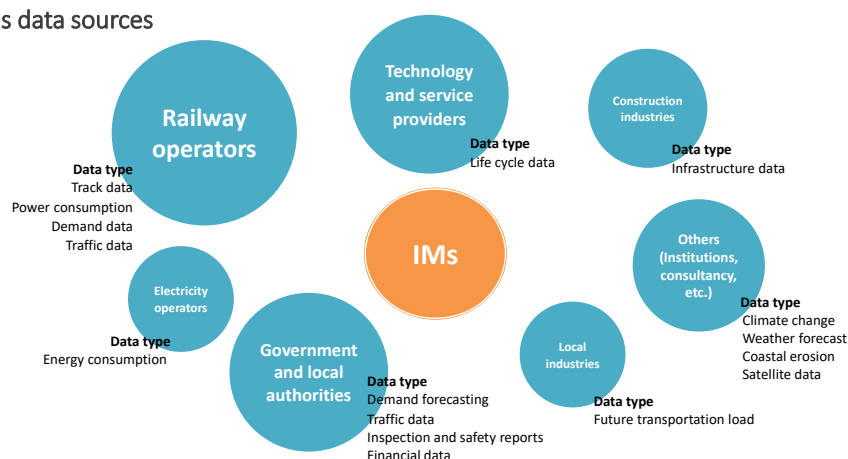 s data sources
Railway
operators
Data type
Track data
Power consumption
Demand data
Traffic data
Technology
and service
providers
Data type
Life cycle data
Construction
industries
Data type
Infrastructure data
IMs
Others
(Institutions,
consultancy,
etc.)
Data type
Climate change
Weather forecast
Coastal erosion
Satellite data
Electricity
operators
Data type
Energy consumption
Government
and local
authorities
Data type
Demand forecasting
Traffic data
Inspection and safety reports
Financial data
Local
industries
Data type
Future transportation load